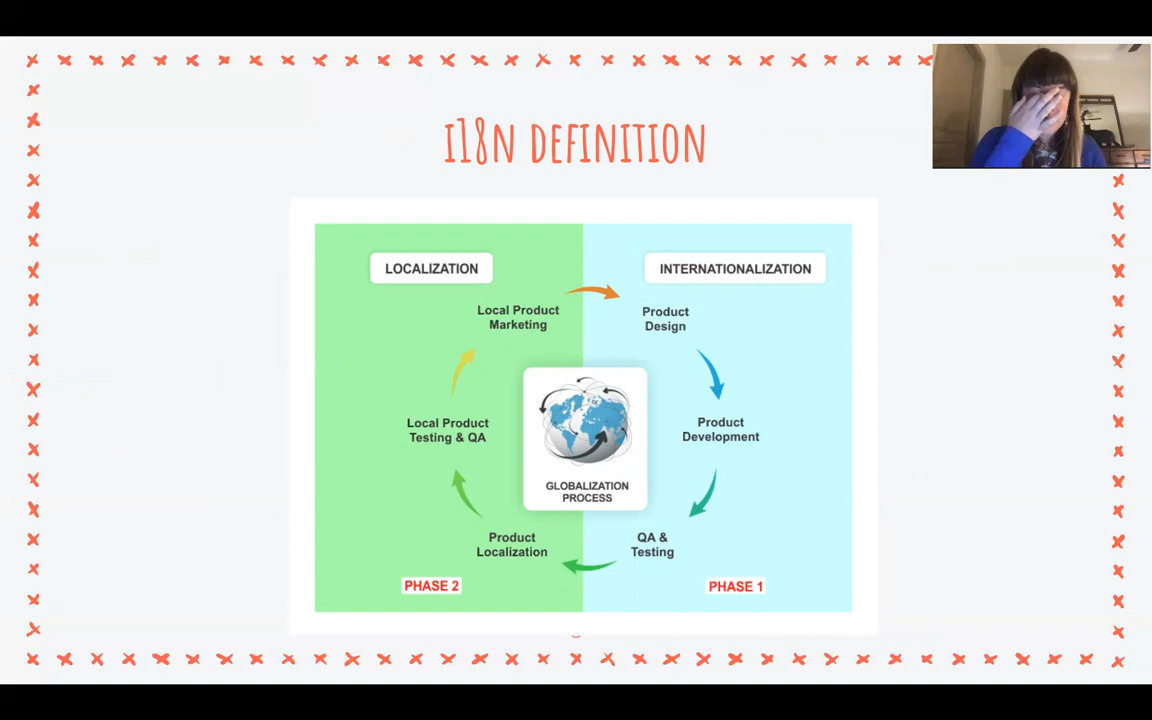 i18n DEFINITION
LOCALIZATION
INTERNATIONALIZATION
Local Product
Marketing
Product
Design
Local Product
Testing & QA
Product
Development
GLOBALIZATION
PROCESS
Product
Localization
QA &
Testing
PHASE 2
PHASE 1